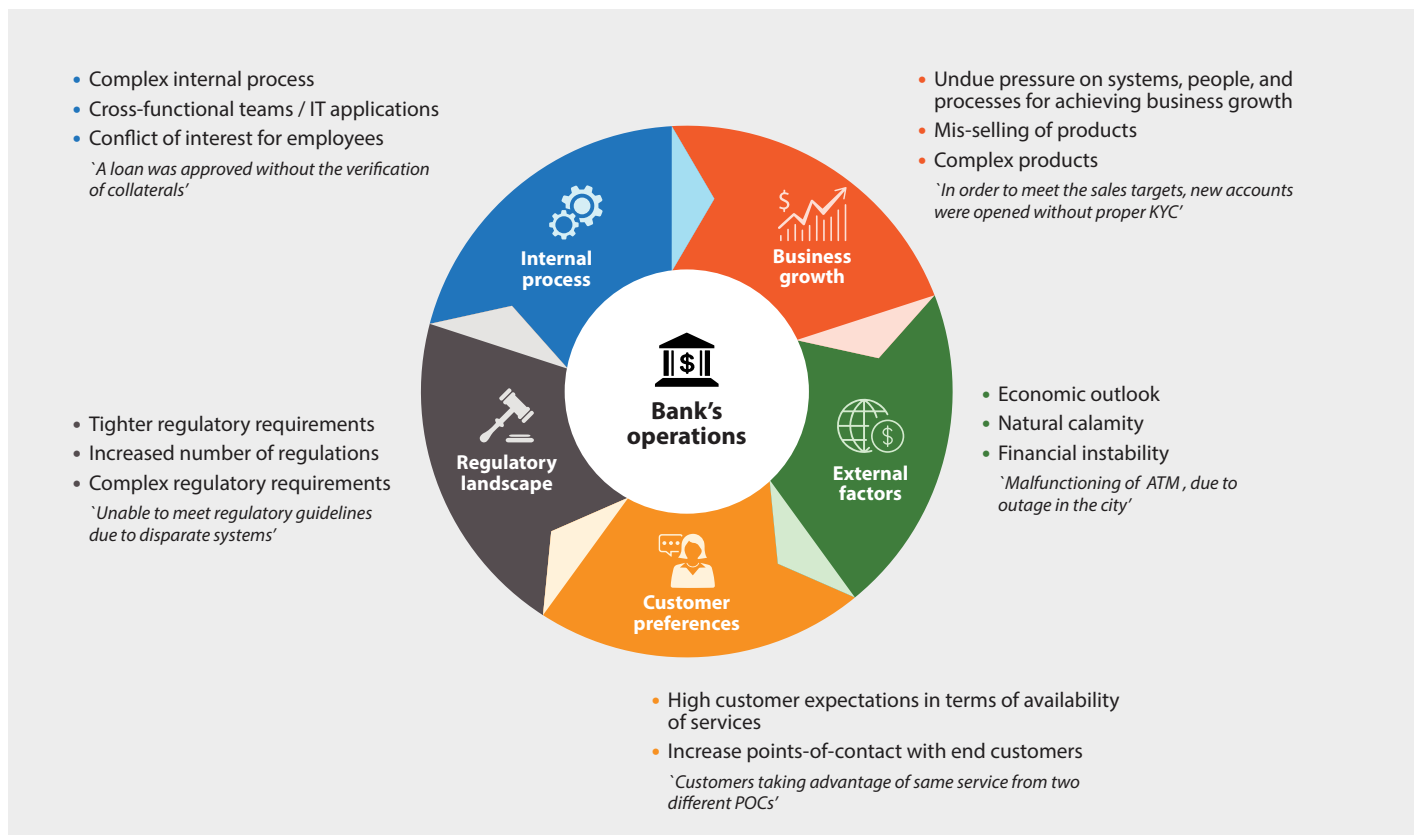 • Complex internal process
• Cross-functional teams / IT applications
• Conflict of interest for employees
`A loan was approved without the verification
of collaterals’
• Undue pressure on systems, people, and
processes for achieving business growth
• Mis-selling of products
• Complex products
`In order to meet the sales targets, new accounts
were opened without proper KYC’
Internal
process
$
Business
growth
$
Bank’s
operations
• Tighter regulatory requirements
• Increased number of regulations
• Complex regulatory requirements
`Unable to meet regulatory guidelines
due to disparate systems’
Regulatory
landscape
$
External
factors
• Economic outlook
• Natural calamity
• Financial instability
`Malfunctioning of ATM , due to
outage in the city’
Customer
preferences
• High customer expectations in terms of availability
of services
• Increase points-of-contact with end customers
`Customers taking advantage of same service from two
different POCs’